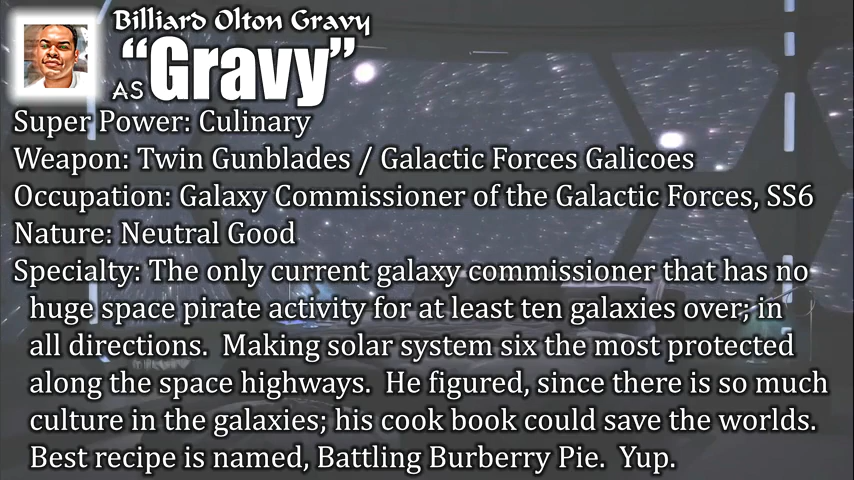 Billiard Olton Gravy
AS "Gravy"
Super Power: Culinary
Weapon: Twin Gunblades / Galactic Forces Galicoes
Occupation: Galaxy Commissioner of the Galactic Forces, SS6
Nature: Neutral Good
Specialty: The only current galaxy commissioner that has no
huge space pirate activity for at least ten galaxies over; in
all directions.  Making solar system six the most protected
along the space highways.  He figured, since there is so much
culture in the galaxies; his cook book could save the worlds.
Best recipe is named, Battling Burberry Pie.  Yup.